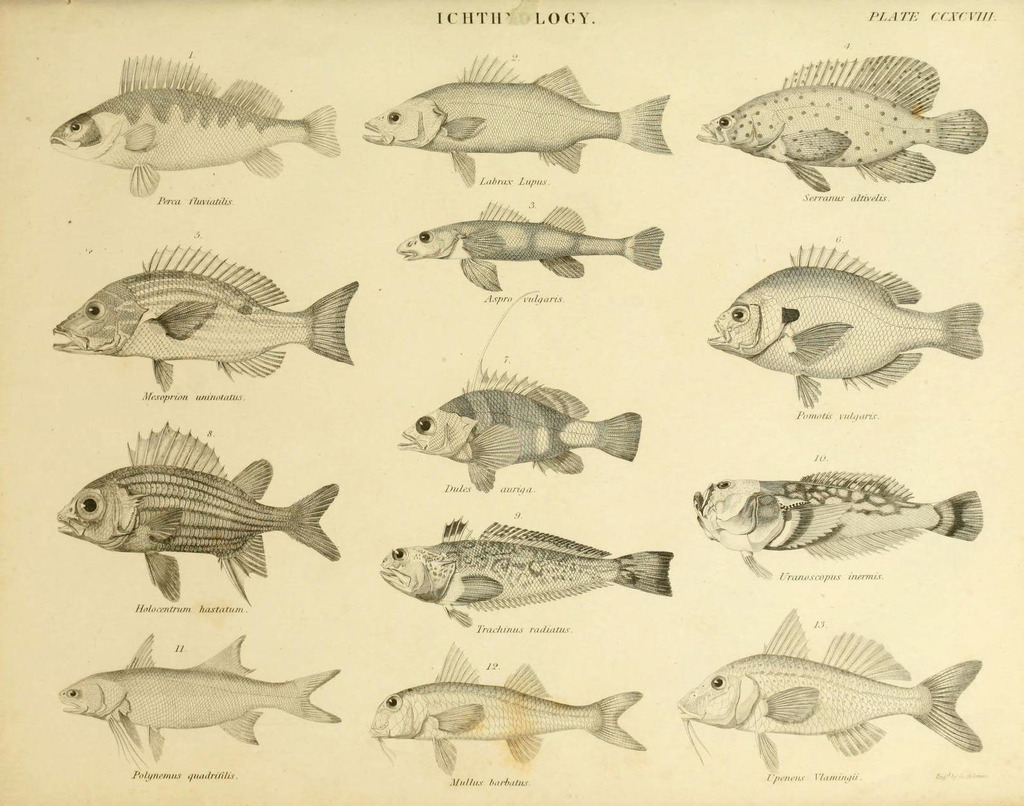 ICHTHYOLOGY.
PLATE CCXCVIII.
1.
Perca fluviatilis.
2.
Labrax Lupus.
4.
Serranus altivelis.
3.
Aspro vulgaris.
5.
Mesoprion uninotatus.
6.
Pomotis vulgaris.
7.
Dules auriga.
8.
Holocentrum hastatum.
9.
Trachinus radiatus.
10.
Uranoscopus inermis.
11.
Polynemus quadrifilis.
12.
Mullus barbatus.
13.
Upeneus Vlamingii.
Engd. by